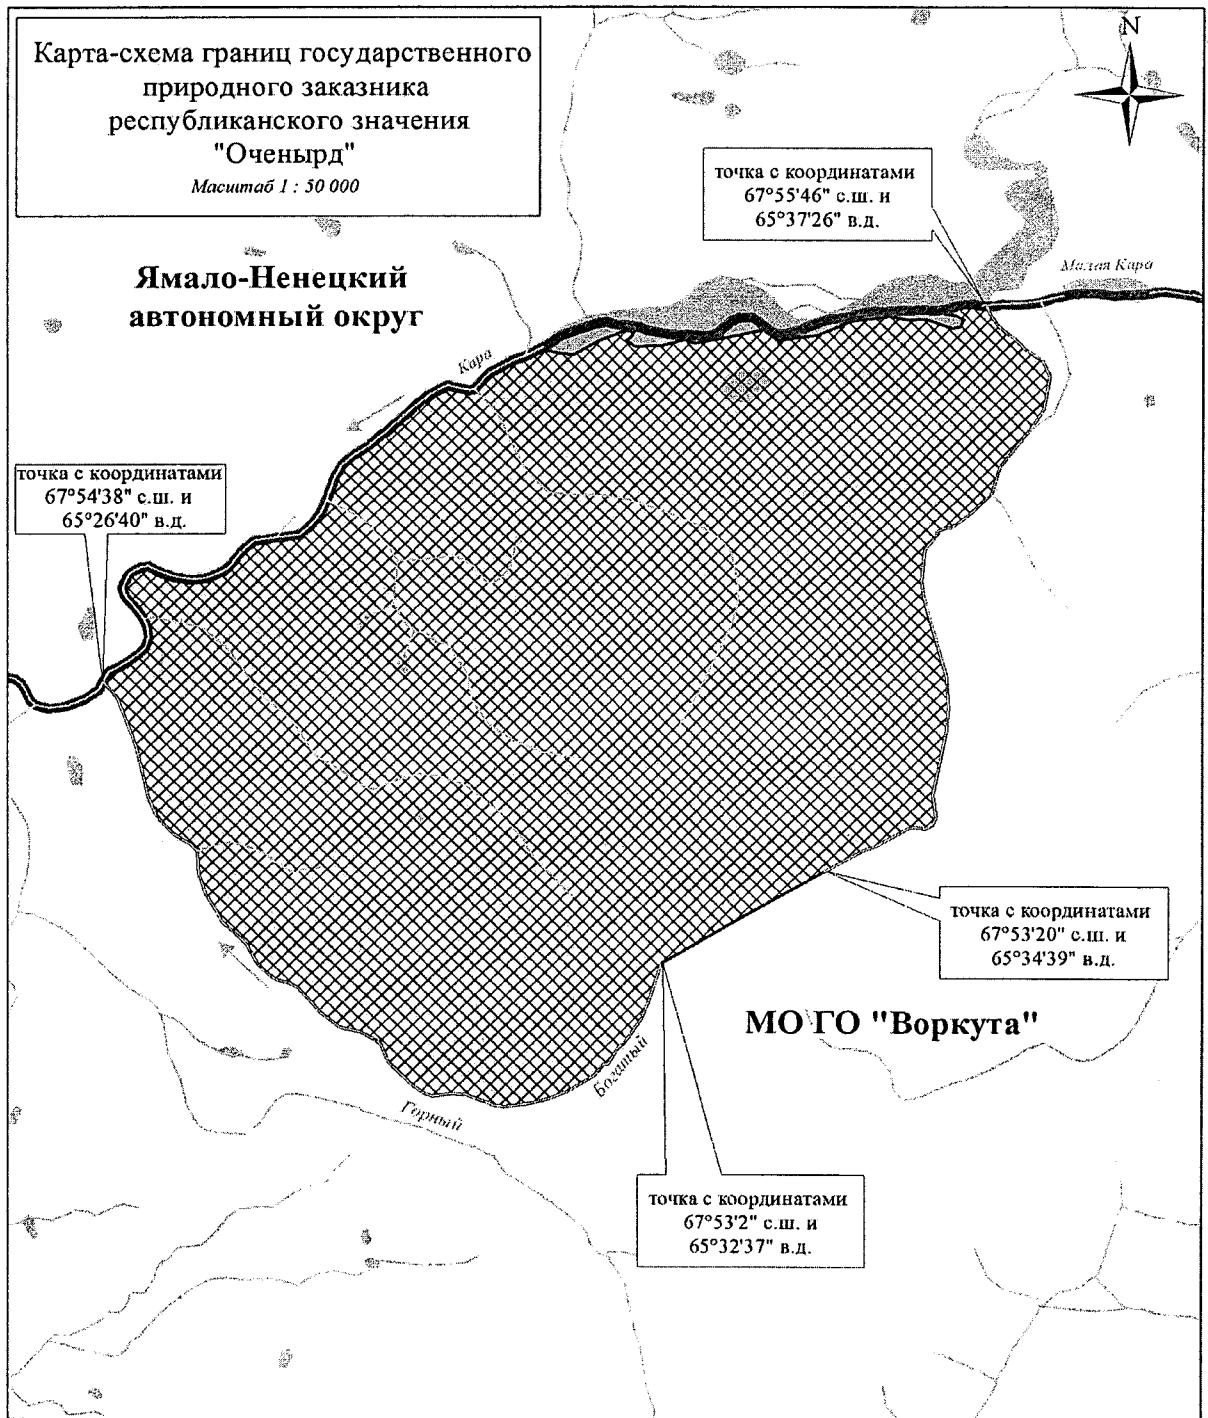 Карта-схема границ государственного
природного заказника
республиканского значения
"Оченырд"
Масштаб 1 : 50 000
N
точка с координатами
67°55'46" с.ш. и
65°37'26" в.д.
Малая Кара
Ямало-Ненецкий
автономный округ
Кара
точка с координатами
67°54'38" с.ш. и
65°26'40" в.д.
точка с координатами
67°53'20" с.ш. и
65°34'39" в.д.
МО ГО "Воркута"
Богатый
Горный
точка с координатами
67°53'2" с.ш. и
65°32'37" в.д.